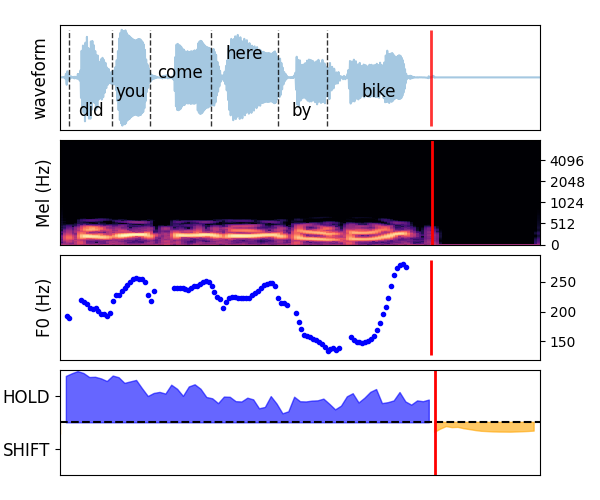 waveform
did you come here by bike
Mel (Hz)
4096
2048
1024
512
0
F0 (Hz)
250
200
150
HOLD
SHIFT